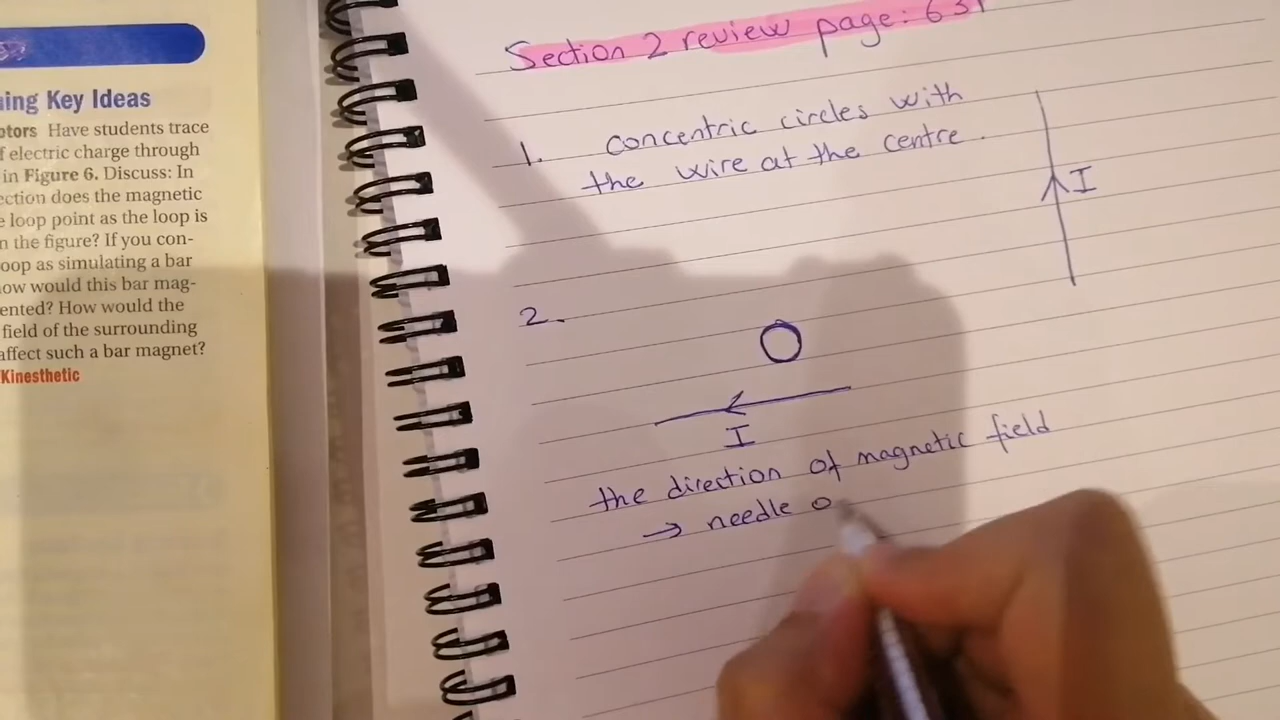 ing Key Ideas
otors Have students trace
f electric charge through
in Figure 6. Discuss: In
ection does the magnetic
e loop point as the loop is
n the figure? If you con-
oop as simulating a bar
ow would this bar mag-
ented? How would the
field of the surrounding
affect such a bar magnet?
Kinesthetic
Section 2 review page: 631
1. concentric circles with
the wire at the centre.
I
2.
I
the direction of magnetic field
→ needle o